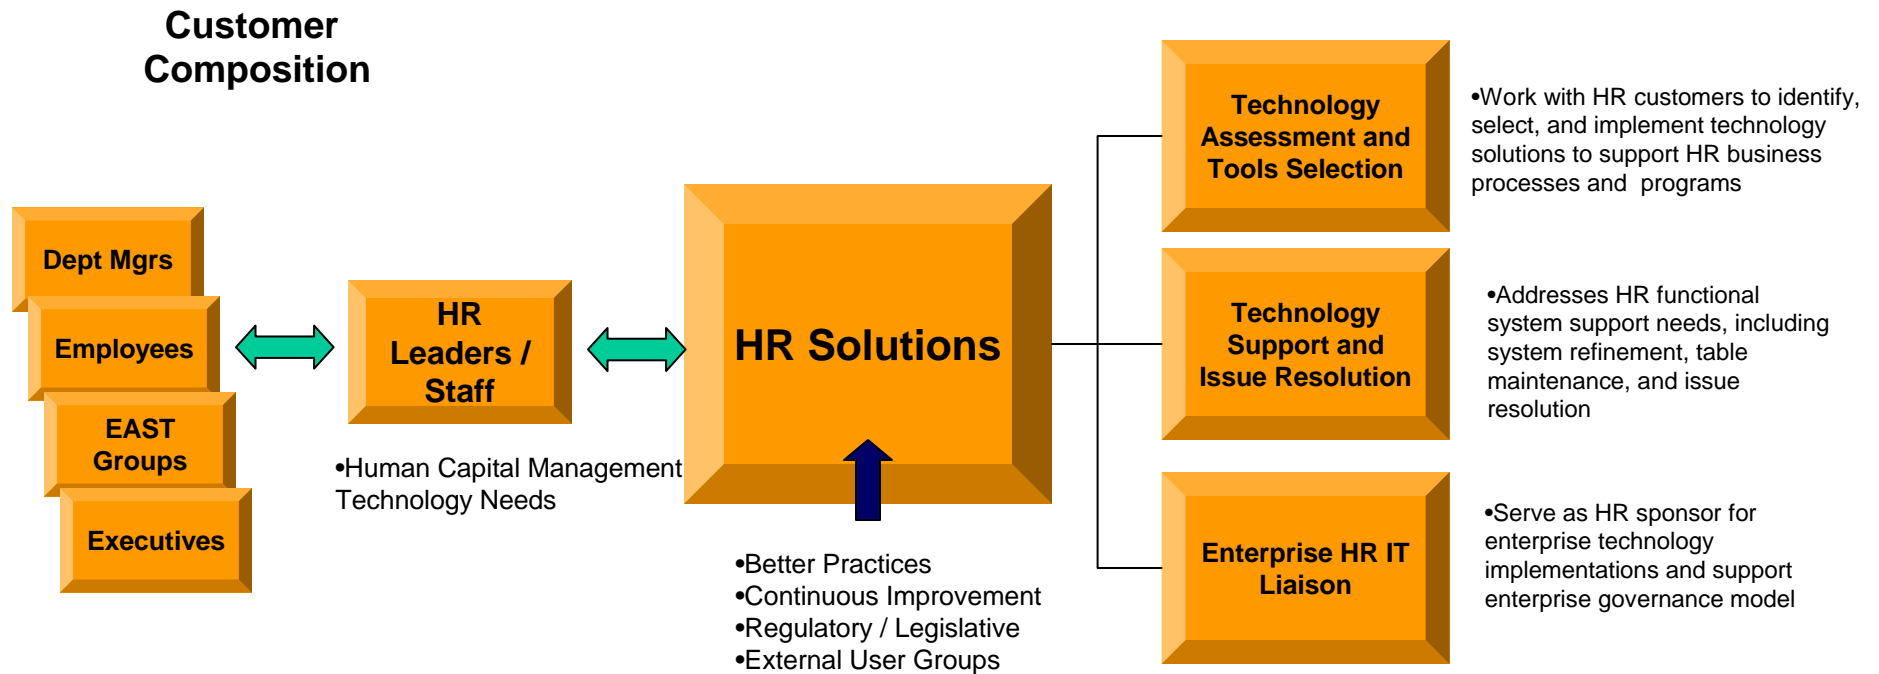 Customer
Composition
Dept Mgrs
Employees
EAST
Groups
Executives
HR
Leaders /
Staff
•Human Capital Management
Technology Needs
HR Solutions
•Better Practices
•Continuous Improvement
•Regulatory / Legislative
•External User Groups
Technology
Assessment and
Tools Selection
•Work with HR customers to identify,
select, and implement technology
solutions to support HR business
processes and  programs
Technology
Support and
Issue Resolution
•Addresses HR functional
system support needs, including
system refinement, table
maintenance, and issue
resolution
Enterprise HR IT
Liaison
•Serve as HR sponsor for
enterprise technology
implementations and support
enterprise governance model